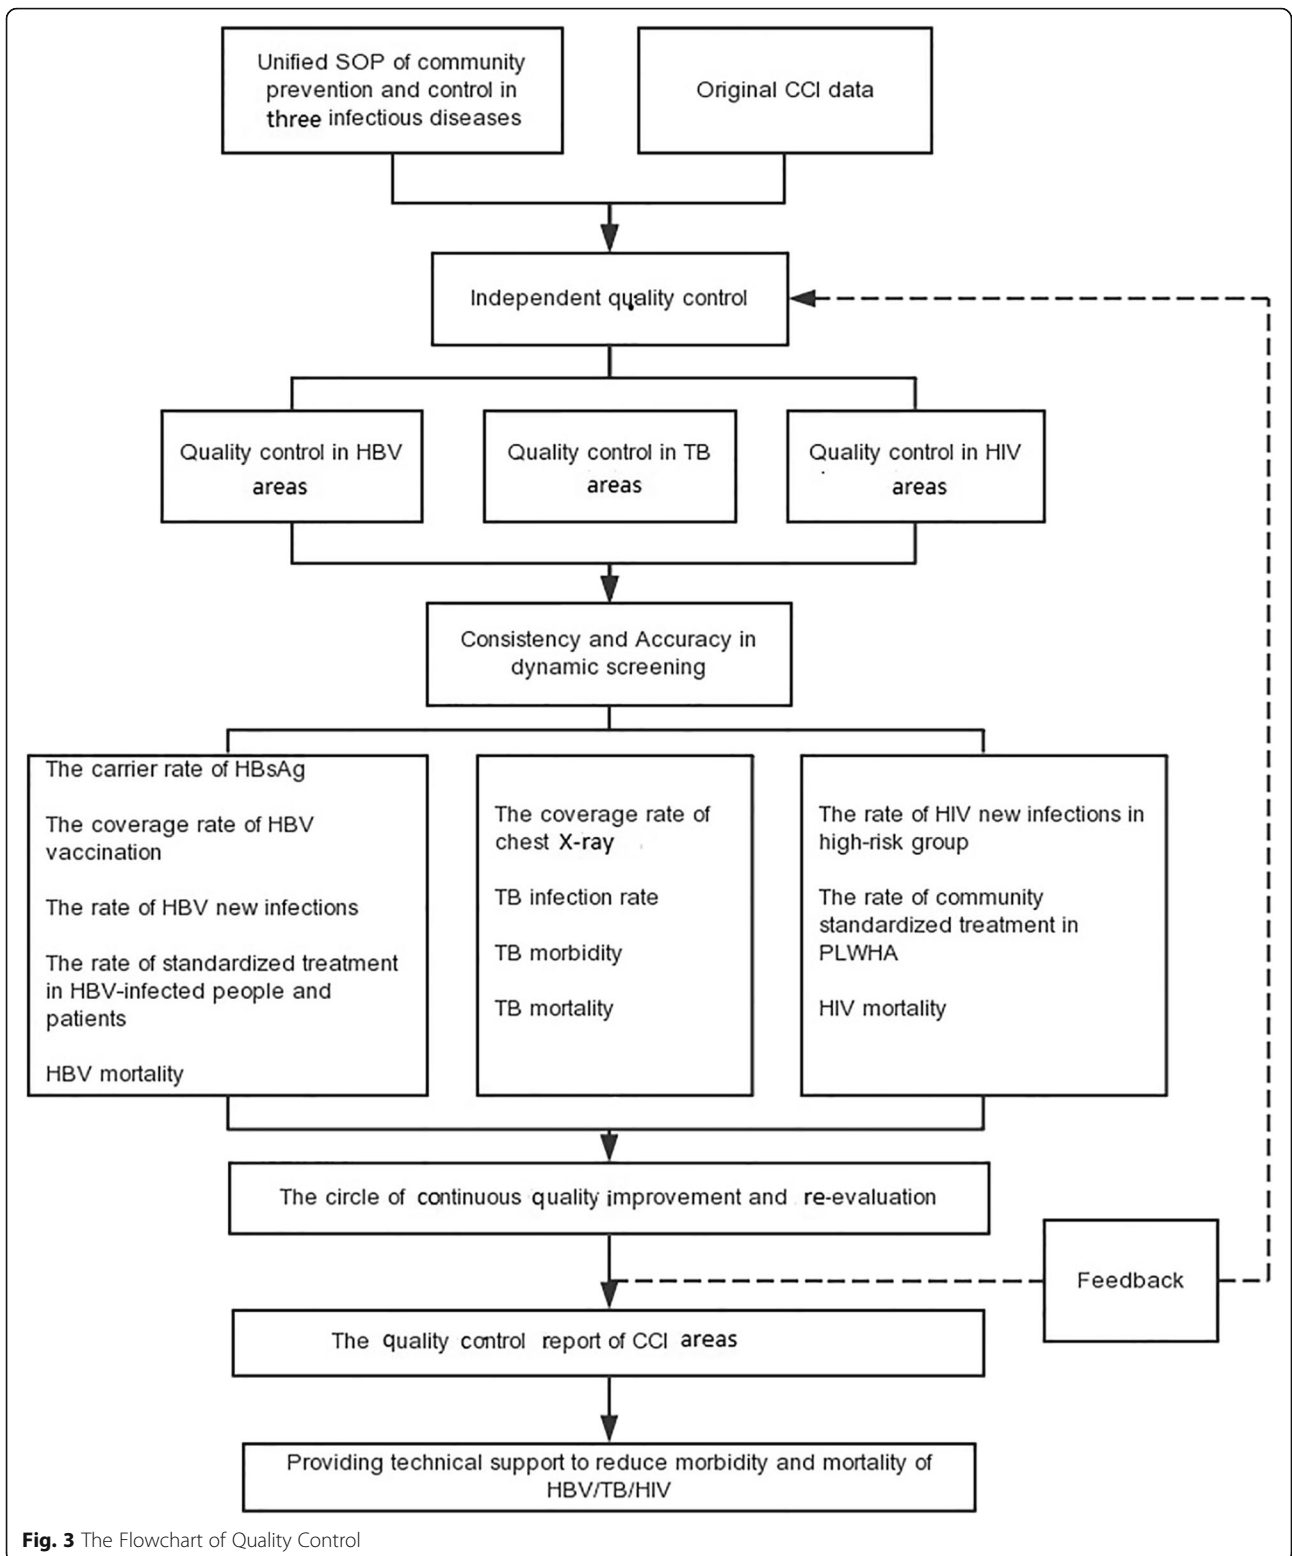 Unified SOP of community
prevention and control in
three infectious diseases
Original CCI data
Independent quality control
Quality control in HBV
areas
Quality control in TB
areas
Quality control in HIV
areas
Consistency and Accuracy in
dynamic screening
The carrier rate of HBsAg
The coverage rate of HBV
vaccination
The rate of HBV new infections
The rate of standardized treatment
in HBV-infected people and
patients
HBV mortality
The coverage rate of
chest X-ray
TB infection rate
TB morbidity
TB mortality
The rate of HIV new infections in
high-risk group
The rate of community
standardized treatment in
PLWHA
HIV mortality
The circle of continuous quality improvement and re-evaluation
Feedback
The quality control report of CCI areas
Providing technical support to reduce morbidity and mortality of
HBV/TB/HIV
Fig. 3 The Flowchart of Quality Control